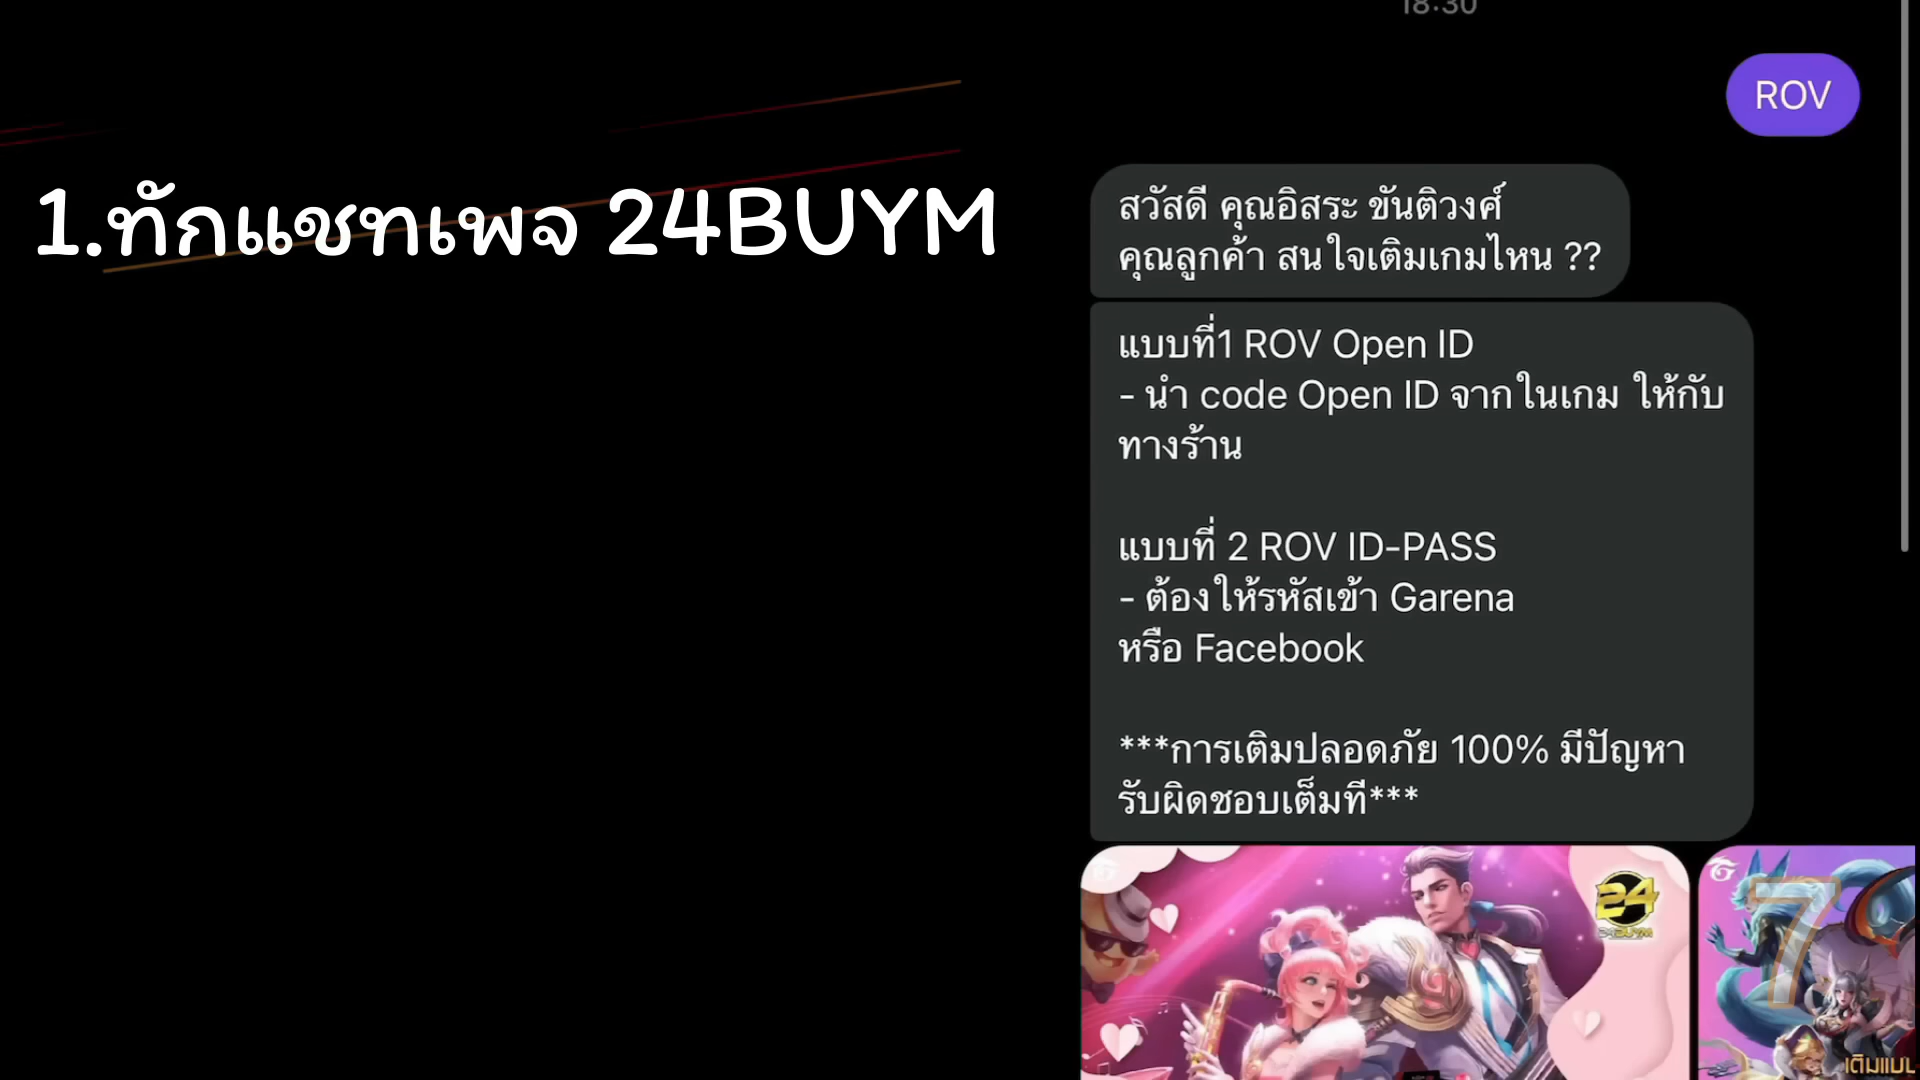 18:30
ROV
1.ทักแชทเพจ 24BUYM
สวัสดี คุณอิสระ ขันติวงศ์
คุณลูกค้า สนใจเติมเกมไหน ??
แบบที่1 ROV Open ID
- นำ code Open ID จากในเกม ให้กับ
ทางร้าน
แบบที่ 2 ROV ID-PASS
- ต้องให้รหัสเข้า Garena
หรือ Facebook
***การเติมปลอดภัย 100% มีปัญหา
รับผิดชอบเต็มที่***
24
24BUYM
7